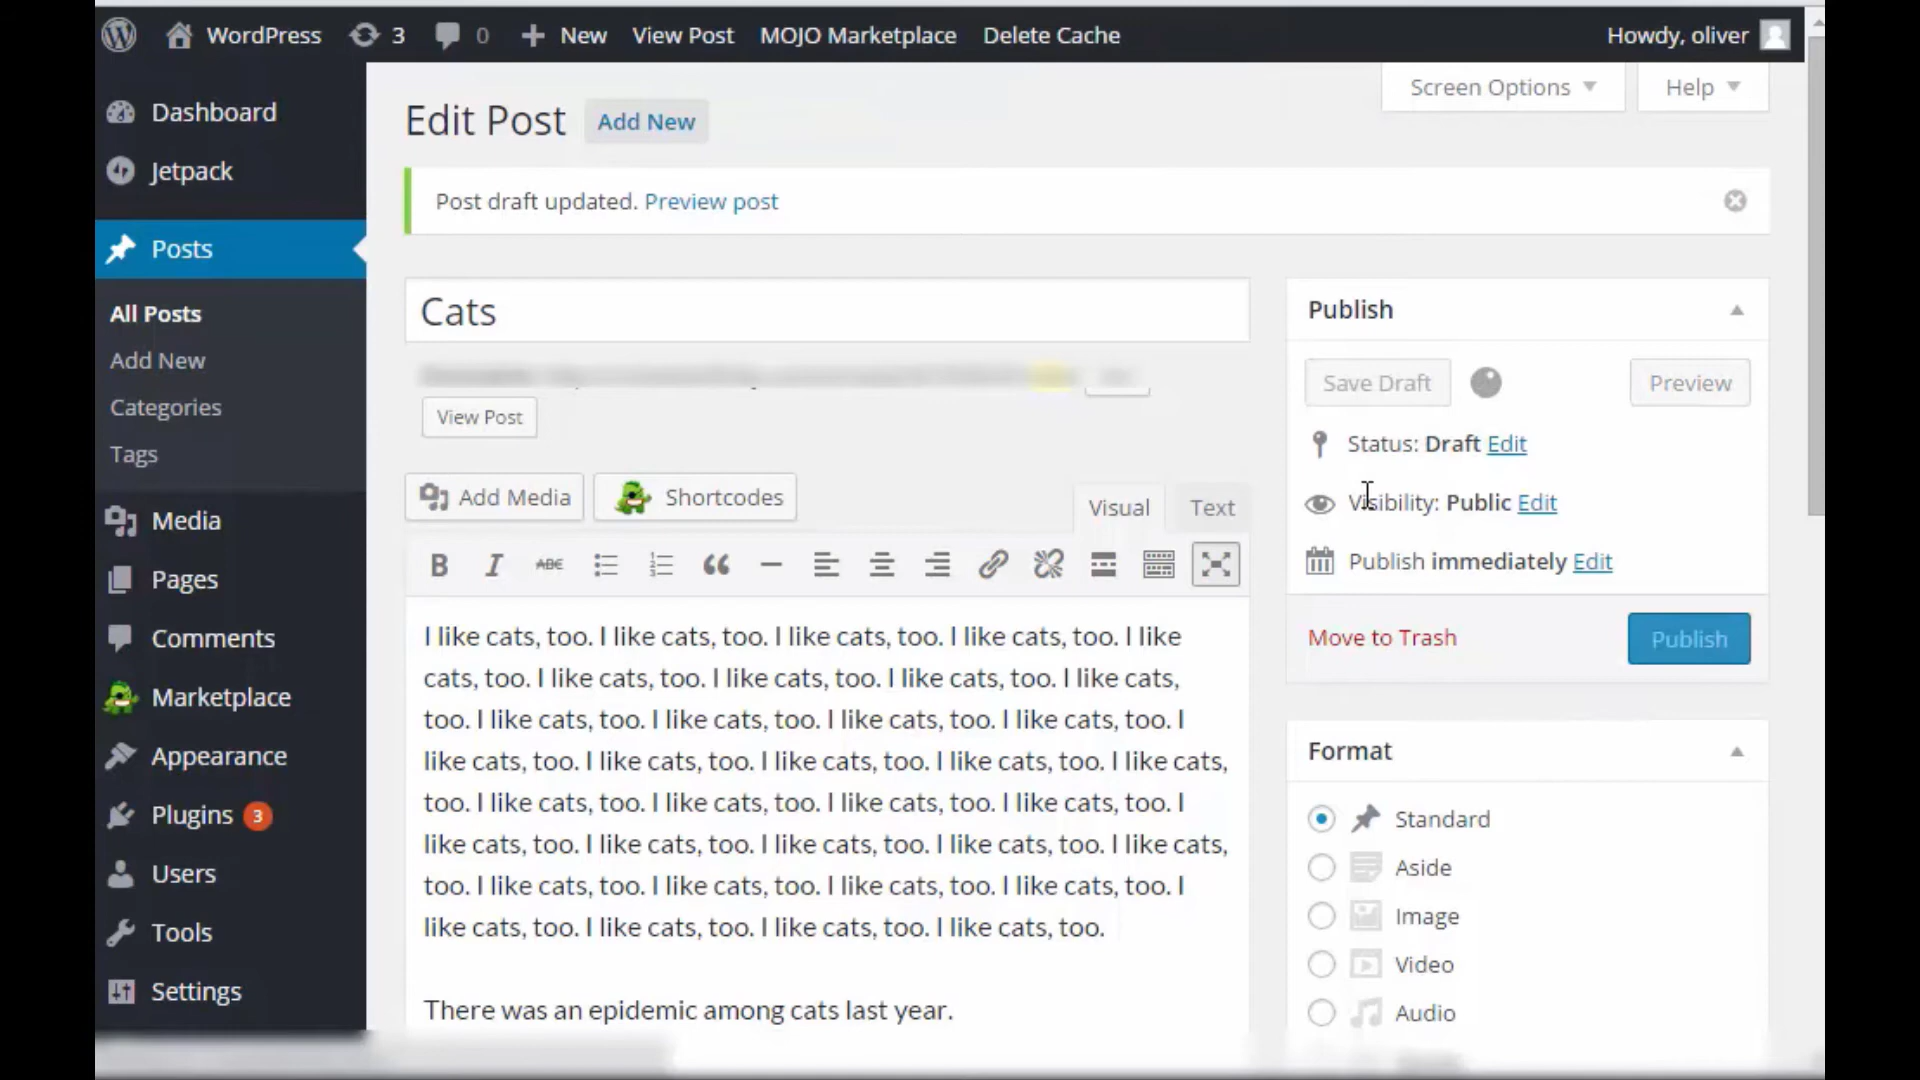 WordPress 3 0 New View Post MOJO Marketplace Delete Cache Howdy, oliver
Screen Options Help
Dashboard
Jetpack
Posts
All Posts
Add New
Categories
Tags
Media
Pages
Comments
Marketplace
Appearance
Plugins 3
Users
Tools
Settings
Edit Post Add New
Post draft updated. Preview post
Cats
View Post
Add Media Shortcodes
Visual Text
B I ABC
I like cats, too. I like cats, too. I like cats, too. I like cats, too. I like
cats, too. I like cats, too. I like cats, too. I like cats, too. I like cats,
too. I like cats, too. I like cats, too. I like cats, too. I like cats, too. I
like cats, too. I like cats, too. I like cats, too. I like cats, too. I like cats,
too. I like cats, too. I like cats, too. I like cats, too. I like cats, too. I
like cats, too. I like cats, too. I like cats, too. I like cats, too. I like cats,
too. I like cats, too. I like cats, too. I like cats, too. I like cats, too. I
like cats, too. I like cats, too. I like cats, too. I like cats, too.
There was an epidemic among cats last year.
Publish
Save Draft Preview
Status: Draft Edit
Visibility: Public Edit
Publish immediately Edit
Move to Trash Publish
Format
Standard
Aside
Image
Video
Audio